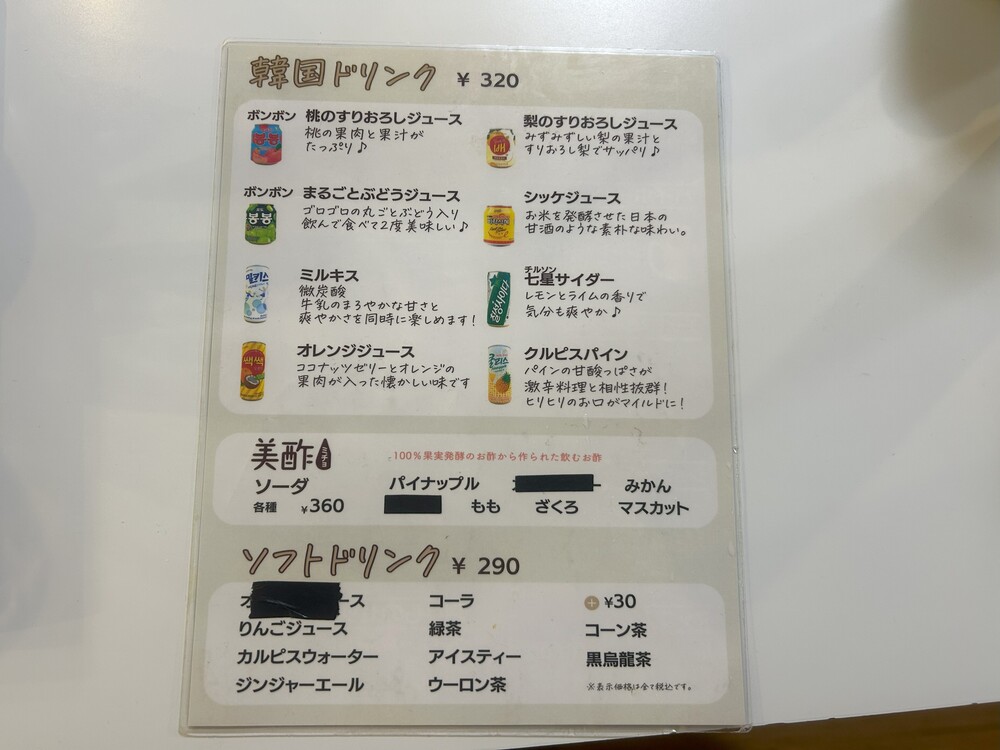 韓国ドリンク ¥ 320
ボンボン 桃のすりおろしジュース
桃の果肉と果汁が
たっぷり♪
梨のすりおろしジュース
みずみずしい梨の果汁と
すりおろし梨でサッパリ♪
ボンボン まるごとぶどうジュース
ゴロゴロの丸ごとぶどう入り
飲んで食べて2度美味しい♪
봉봉
シッケジュース
お米を発酵させた日本の
甘酒のような素朴な味わい。
ミルキス
微炭酸
牛乳のまろやかな甘さと
爽やかさを同時に楽しめます!
밀키스
チルソン
七星サイダー
レモンとライムの香りで
気分も爽やか♪
칠성사이다
オレンジジュース
ココナッツゼリーとオレンジの
果肉が入った懐かしい味です
쌕쌕
クルピスパイン
パインの甘酸っぱさが
激辛料理と相性抜群!
ヒリヒリのお口がマイルドに!
쿨피스
美酢 ミチョ
100%果実発酵のお酢から作られた飲むお酢
ソーダ
各種 ¥360
パイナップル みかん
もも ざくろ マスカット
ソフトドリンク ¥ 290
オ ース コーラ + ¥30
りんごジュース 緑茶 コーン茶
カルピスウォーター アイスティー 黒烏龍茶
ジンジャーエール ウーロン茶 ※表示価格は全て税込です。